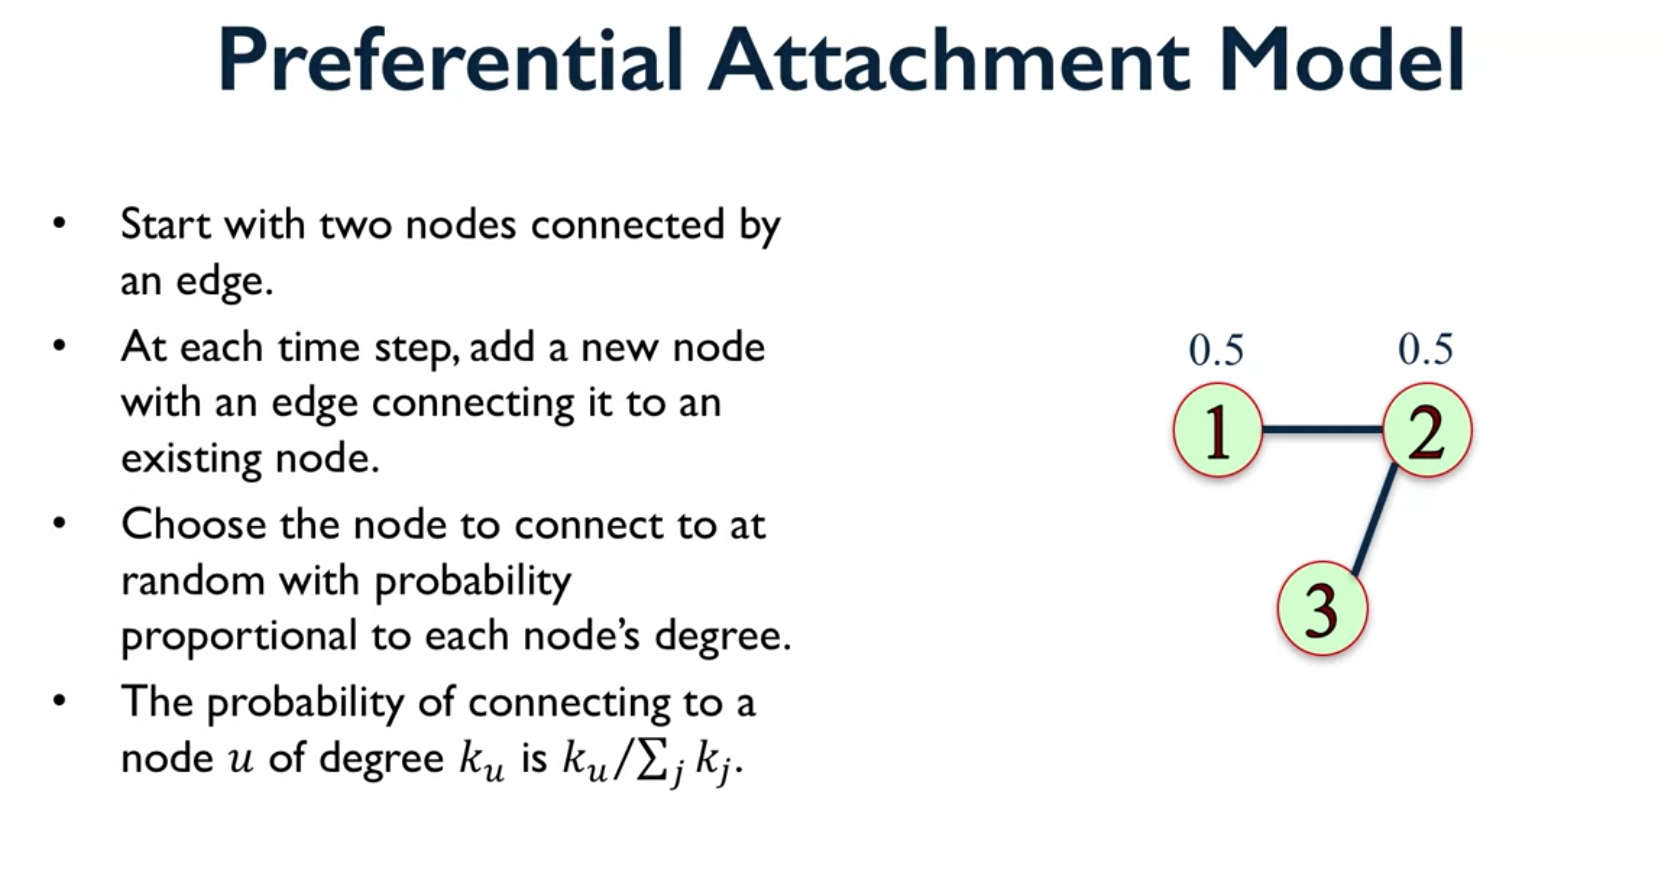 Preferential Attachment Model
• Start with two nodes connected by
an edge.
• At each time step, add a new node
with an edge connecting it to an
existing node.
• Choose the node to connect to at
random with probability
proportional to each node’s degree.
• The probability of connecting to a
node 𝑢 of degree 𝑘ᵤ is 𝑘ᵤ/∑ⱼ 𝑘ⱼ.
0.5 0.5
1 2
3